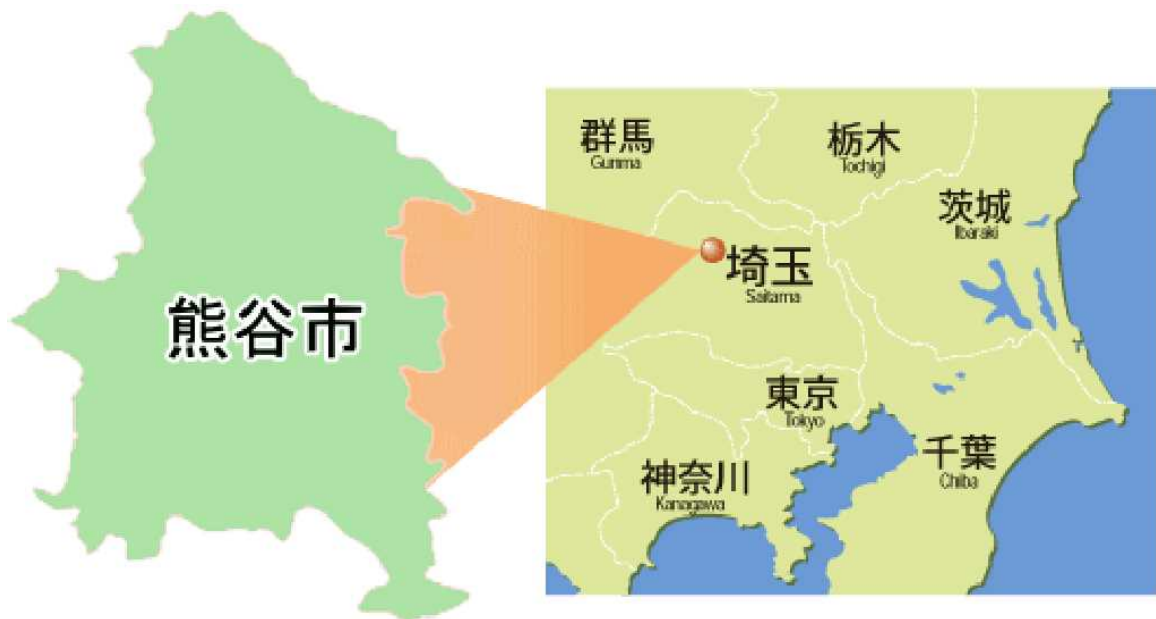 熊谷市
群馬
Gunma
栃木
Tochigi
茨城
Ibaraki
埼玉
Saitama
東京
Tokyo
千葉
Chiba
神奈川
Kanagawa